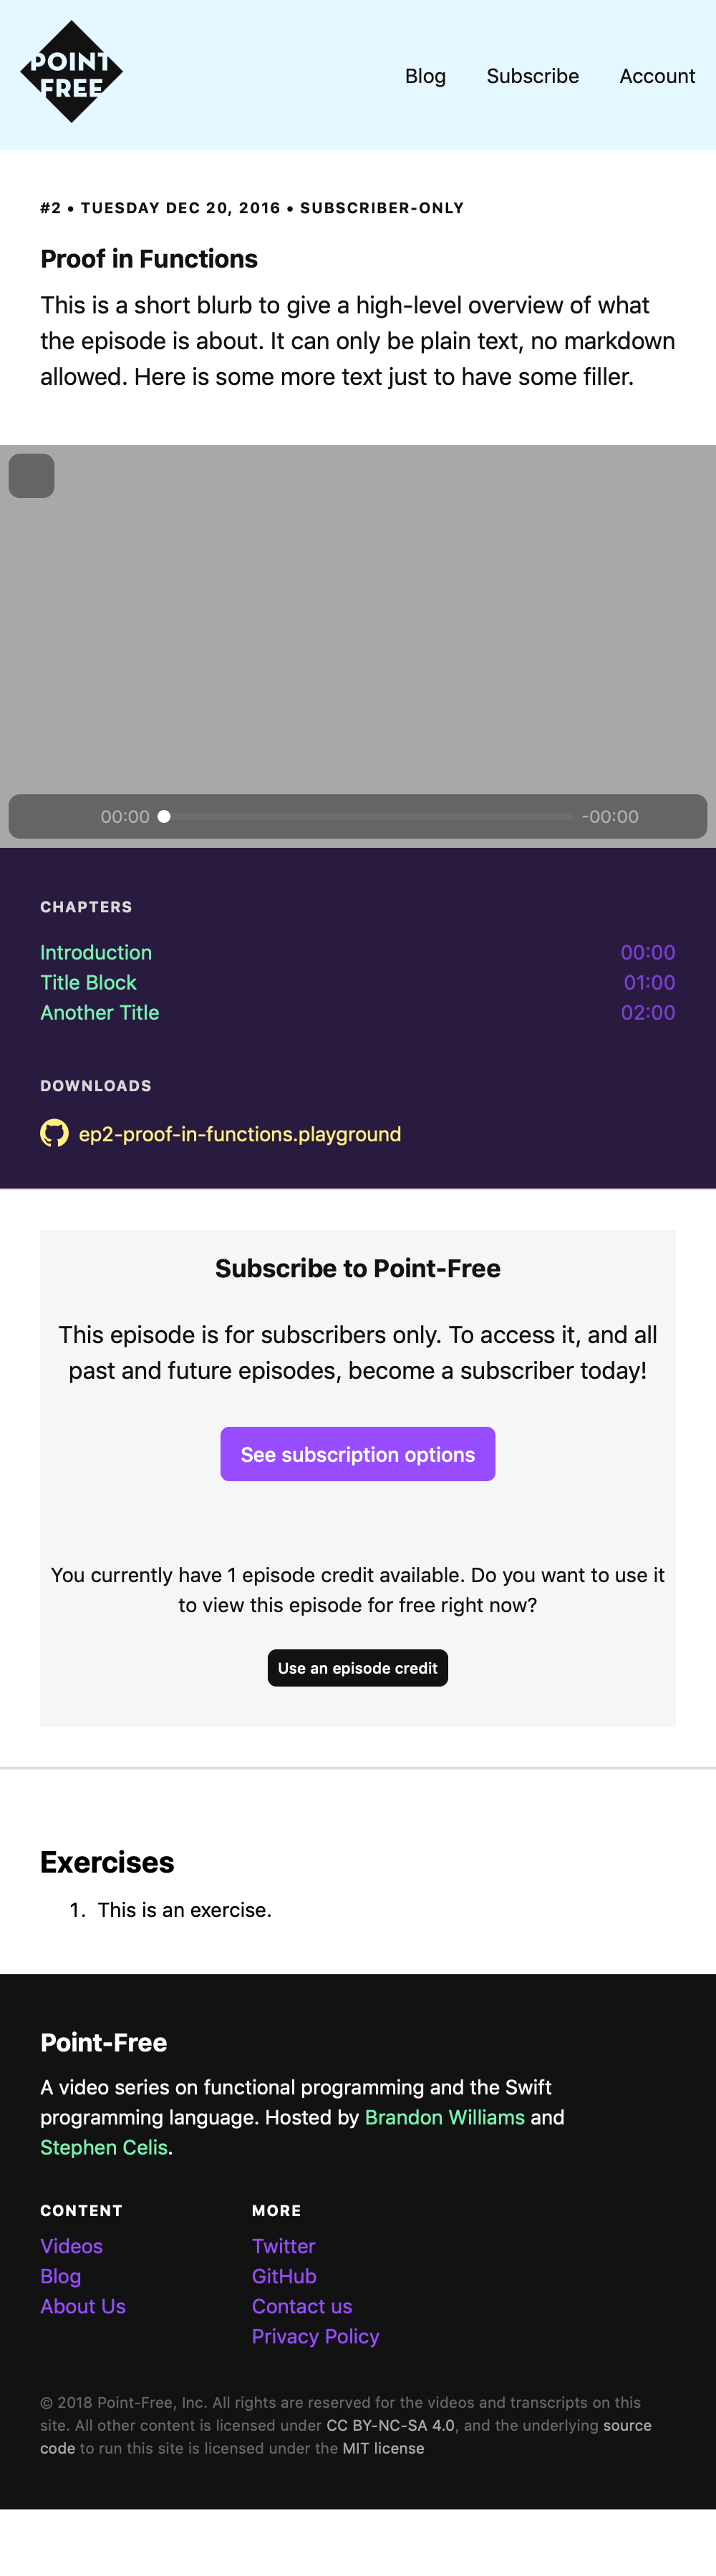 POINT
FREE
Blog Subscribe Account
#2 • TUESDAY DEC 20, 2016 • SUBSCRIBER-ONLY
Proof in Functions
This is a short blurb to give a high-level overview of what
the episode is about. It can only be plain text, no markdown
allowed. Here is some more text just to have some filler.
00:00 -00:00
CHAPTERS
Introduction 00:00
Title Block 01:00
Another Title 02:00
DOWNLOADS
ep2-proof-in-functions.playground
Subscribe to Point-Free
This episode is for subscribers only. To access it, and all
past and future episodes, become a subscriber today!
See subscription options
You currently have 1 episode credit available. Do you want to use it
to view this episode for free right now?
Use an episode credit
Exercises
1. This is an exercise.
Point-Free
A video series on functional programming and the Swift
programming language. Hosted by Brandon Williams and
Stephen Celis.
CONTENT
Videos
Blog
About Us
MORE
Twitter
GitHub
Contact us
Privacy Policy
© 2018 Point-Free, Inc. All rights are reserved for the videos and transcripts on this
site. All other content is licensed under CC BY-NC-SA 4.0, and the underlying source
code to run this site is licensed under the MIT license